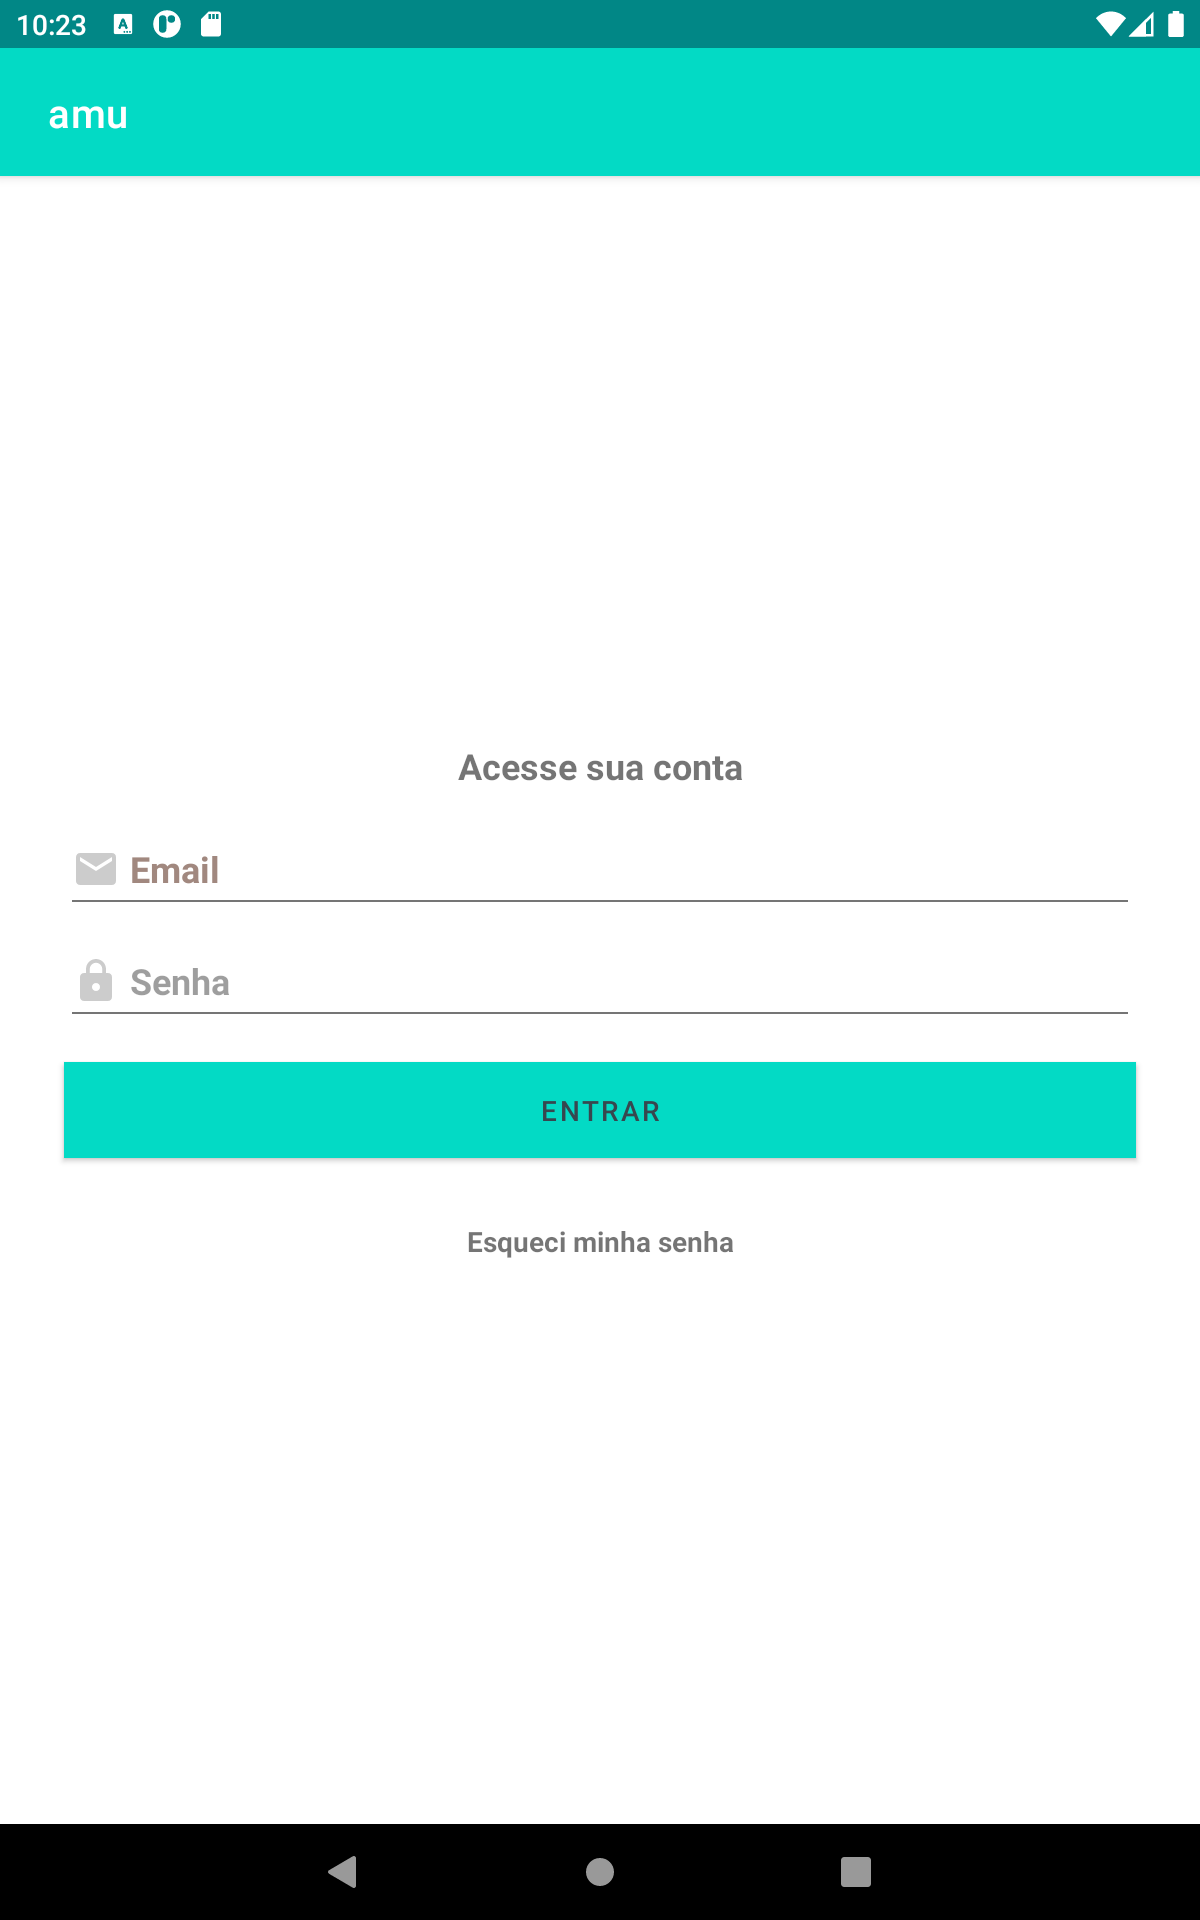 10:23
amu
Acesse sua conta
Email
Senha
ENTRAR
Esqueci minha senha